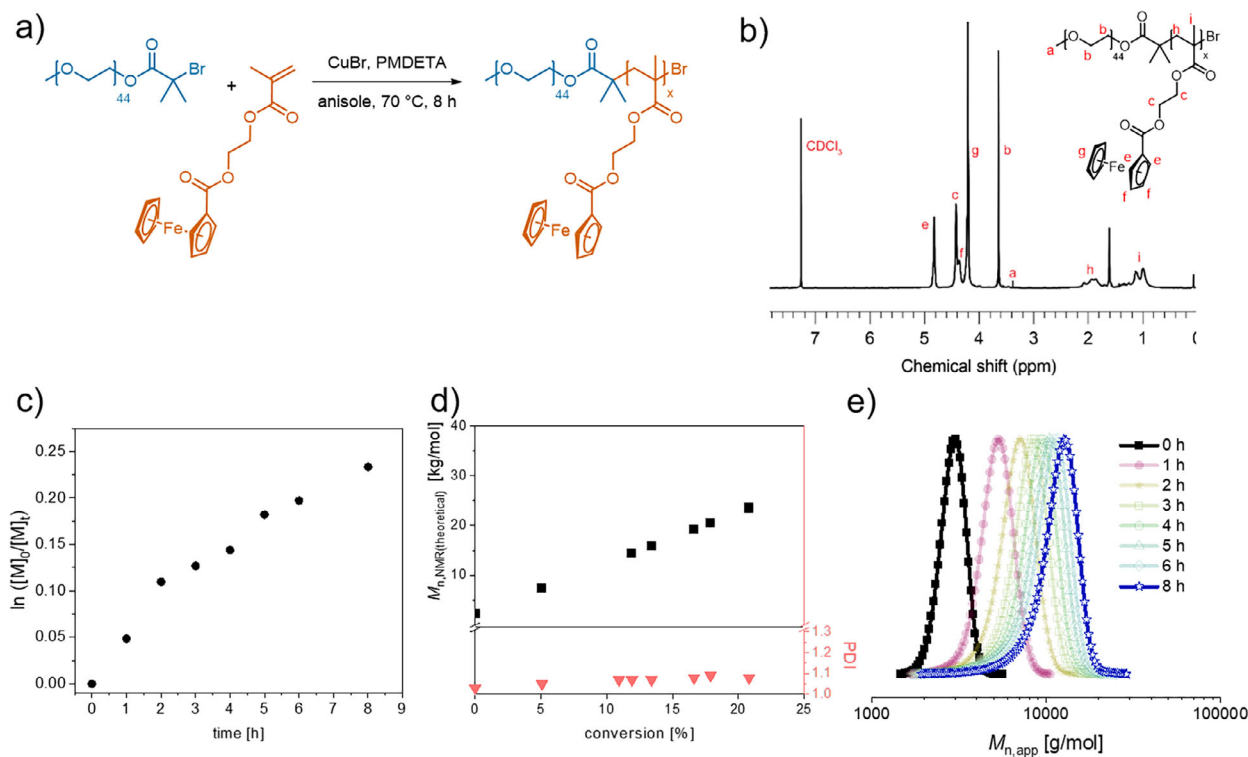 a)
O
O
Br
44
+
O
O
O
O
Fe
CuBr, PMDETA
anisole, 70 °C, 8 h
O
O
Br
44
x
O
O
O
O
Fe
b)
CDCl3
e
c
f
g
b
a
h
i
7 6 5 4 3 2 1 0
Chemical shift (ppm)
a
O
b
b
44
O
O
h
i
Br
x
O
O
c
c
O
O
g
Fe
e
e
f
f
c)
ln ([M]0/[M]t)
0.25
0.20
0.15
0.10
0.05
0.00
0 1 2 3 4 5 6 7 8 9
time [h]
d)
Mn,NMR(theoretical) [kg/mol]
40
30
20
10
1.3
1.2
1.1
1.0
PDI
0 5 10 15 20 25
conversion [%]
e)
0 h
1 h
2 h
3 h
4 h
5 h
6 h
8 h
1000 10000 100000
Mn,app [g/mol]